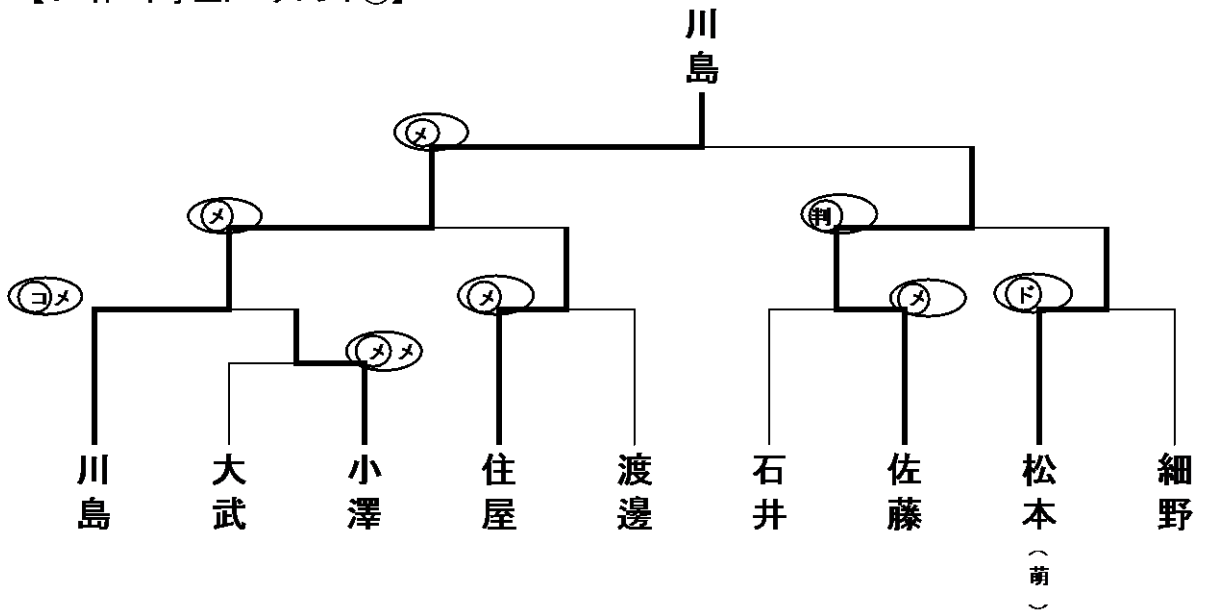 川島
メ
メ
判
コメ
メ
メ
ド
メメ
川島
大武
小澤
住屋
渡邊
石井
佐藤
松本(萌)
細野